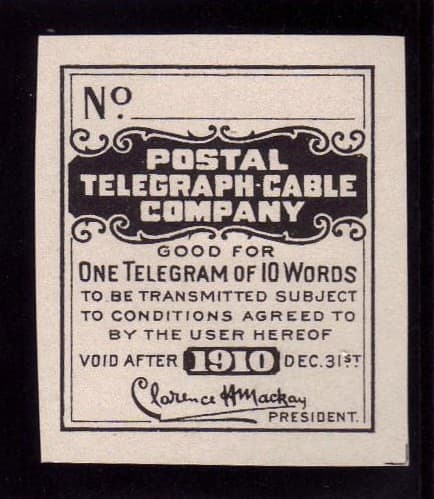 No.
POSTAL
TELEGRAPH-CABLE
COMPANY
GOOD FOR
ONE TELEGRAM OF 10 WORDS
TO BE TRANSMITTED SUBJECT
TO CONDITIONS AGREED TO
BY THE USER HEREOF
VOID AFTER 1910 DEC. 31ST
Clarence H Mackay
PRESIDENT.